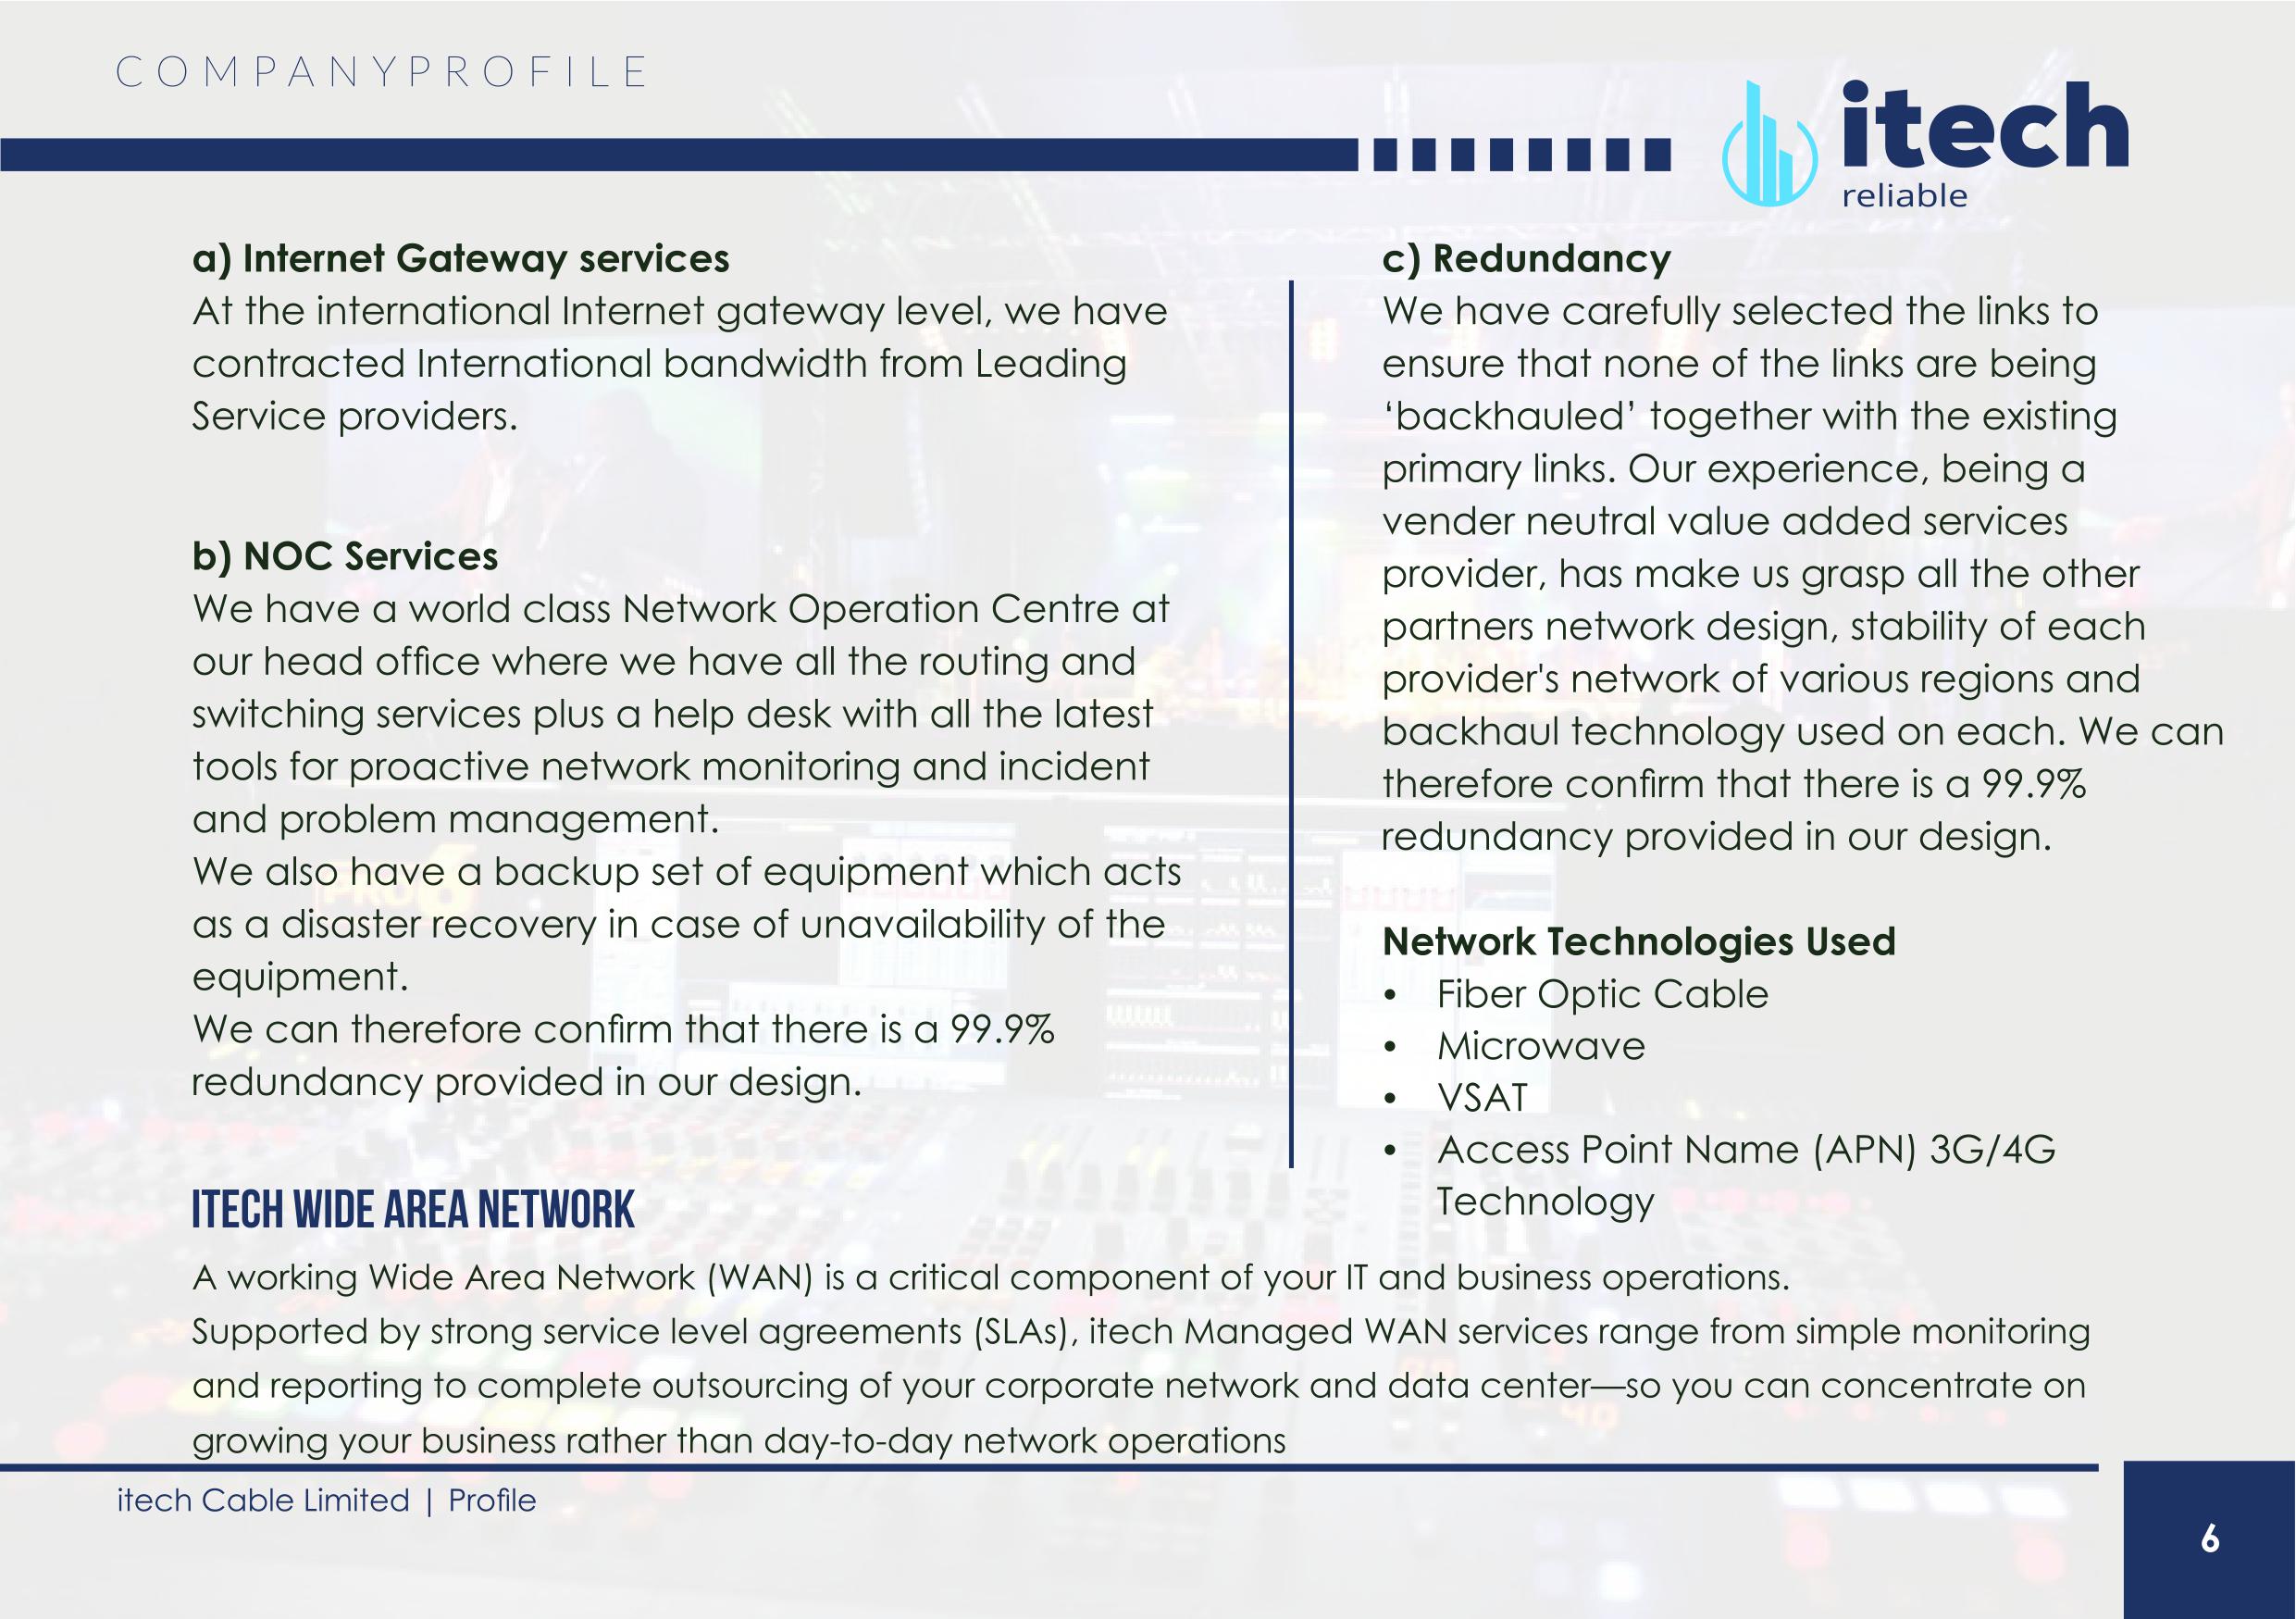 COMPANYPROFILE
itech
reliable
a) Internet Gateway services
At the international Internet gateway level, we have
contracted International bandwidth from Leading
Service providers.
b) NOC Services
We have a world class Network Operation Centre at
our head office where we have all the routing and
switching services plus a help desk with all the latest
tools for proactive network monitoring and incident
and problem management.
We also have a backup set of equipment which acts
as a disaster recovery in case of unavailability of the
equipment.
We can therefore confirm that there is a 99.9%
redundancy provided in our design.
c) Redundancy
We have carefully selected the links to
ensure that none of the links are being
‘backhauled’ together with the existing
primary links. Our experience, being a
vender neutral value added services
provider, has make us grasp all the other
partners network design, stability of each
provider's network of various regions and
backhaul technology used on each. We can
therefore confirm that there is a 99.9%
redundancy provided in our design.
Network Technologies Used
• Fiber Optic Cable
• Microwave
• VSAT
• Access Point Name (APN) 3G/4G
Technology
ITECH WIDE AREA NETWORK
A working Wide Area Network (WAN) is a critical component of your IT and business operations.
Supported by strong service level agreements (SLAs), itech Managed WAN services range from simple monitoring
and reporting to complete outsourcing of your corporate network and data center—so you can concentrate on
growing your business rather than day-to-day network operations
itech Cable Limited | Profile
6